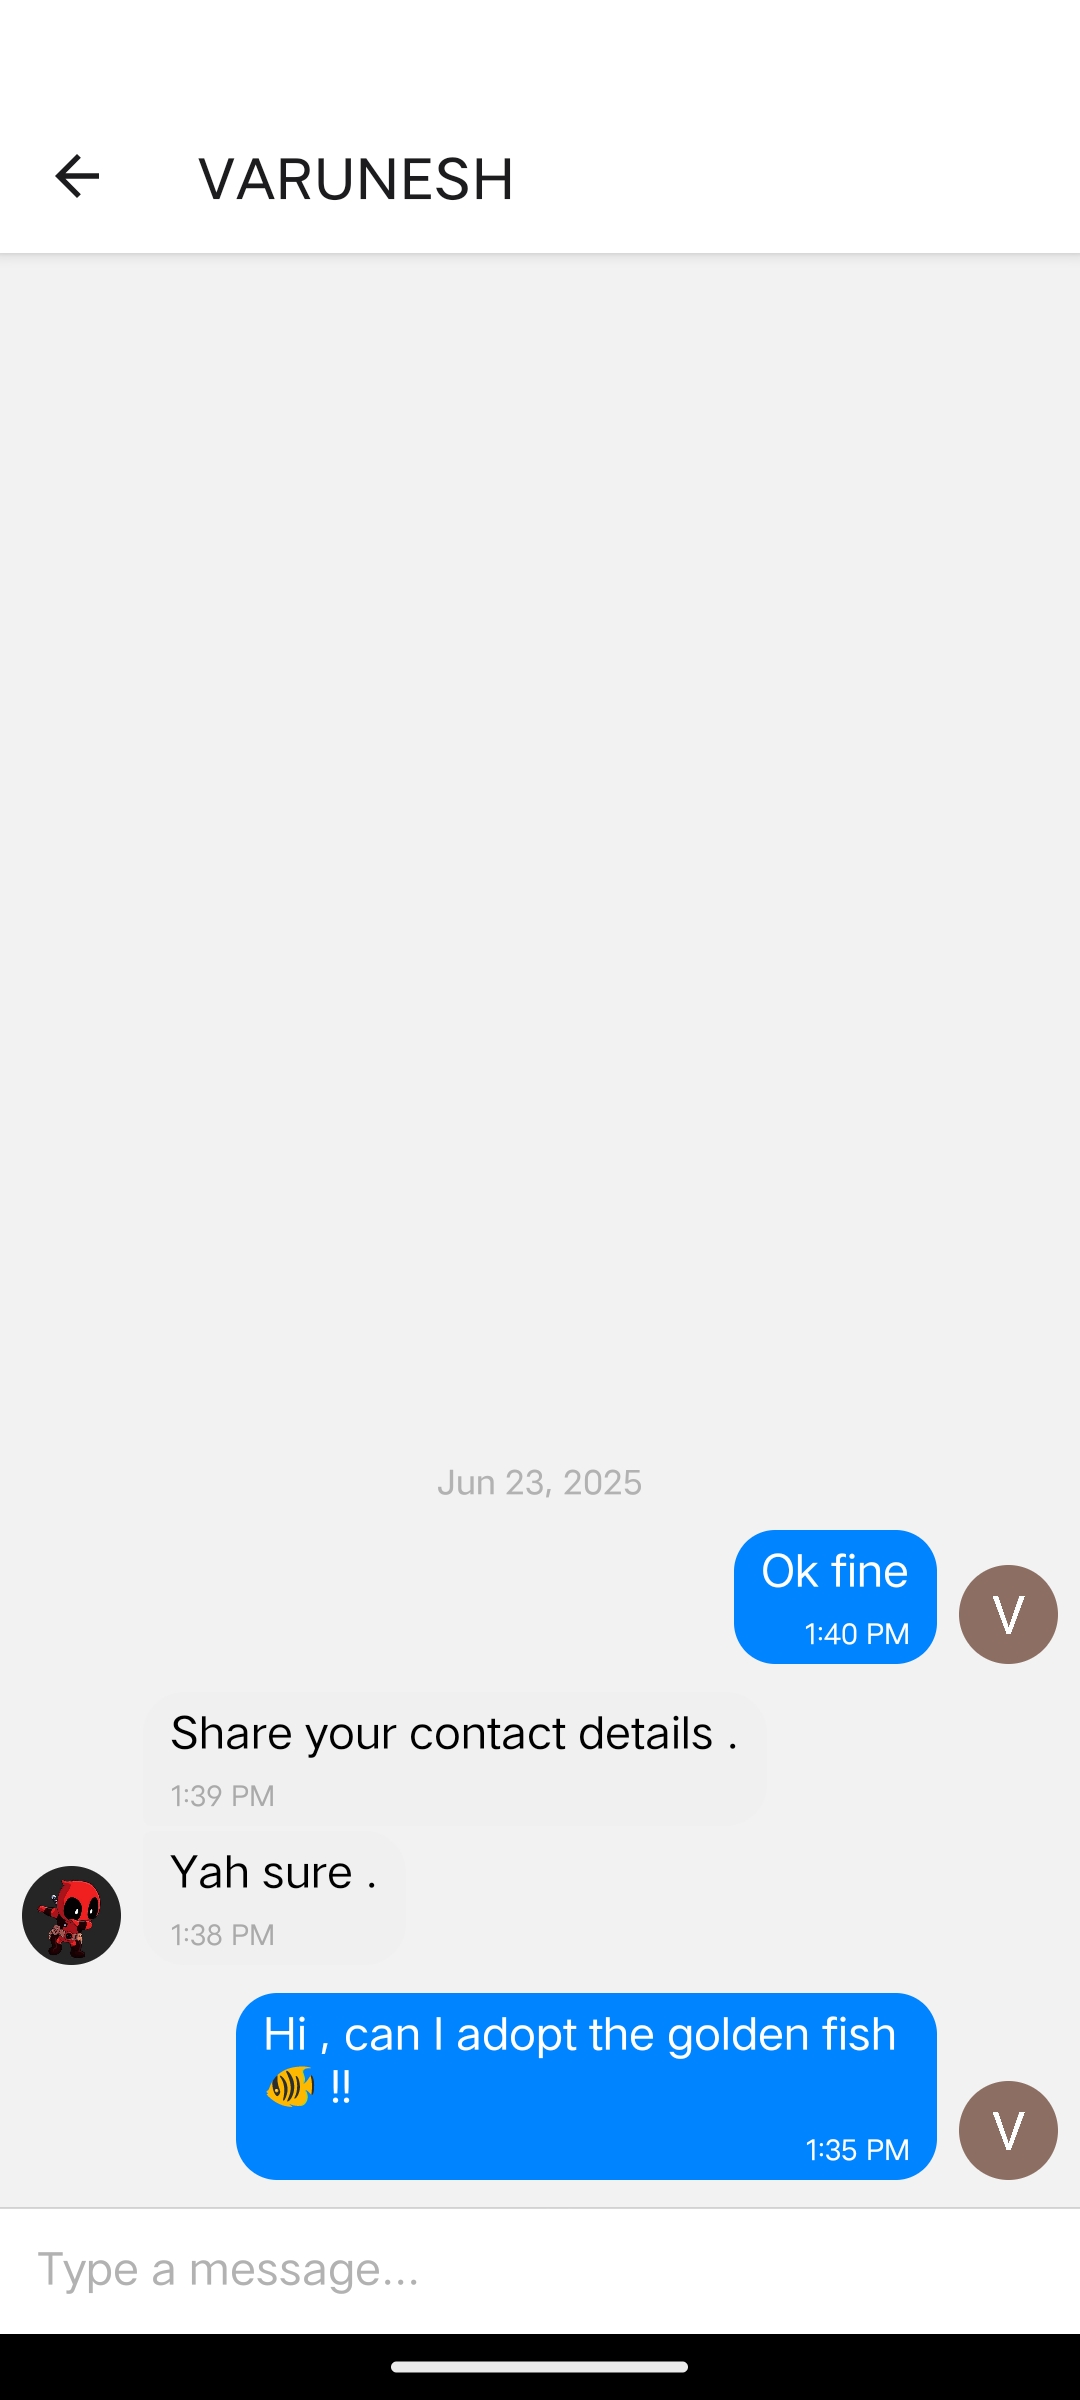 VARUNESH
Jun 23, 2025
Ok fine
1:40 PM
V
Share your contact details .
1:39 PM
Yah sure .
1:38 PM
Hi , can I adopt the golden fish
🐠 !!
1:35 PM
V
Type a message...